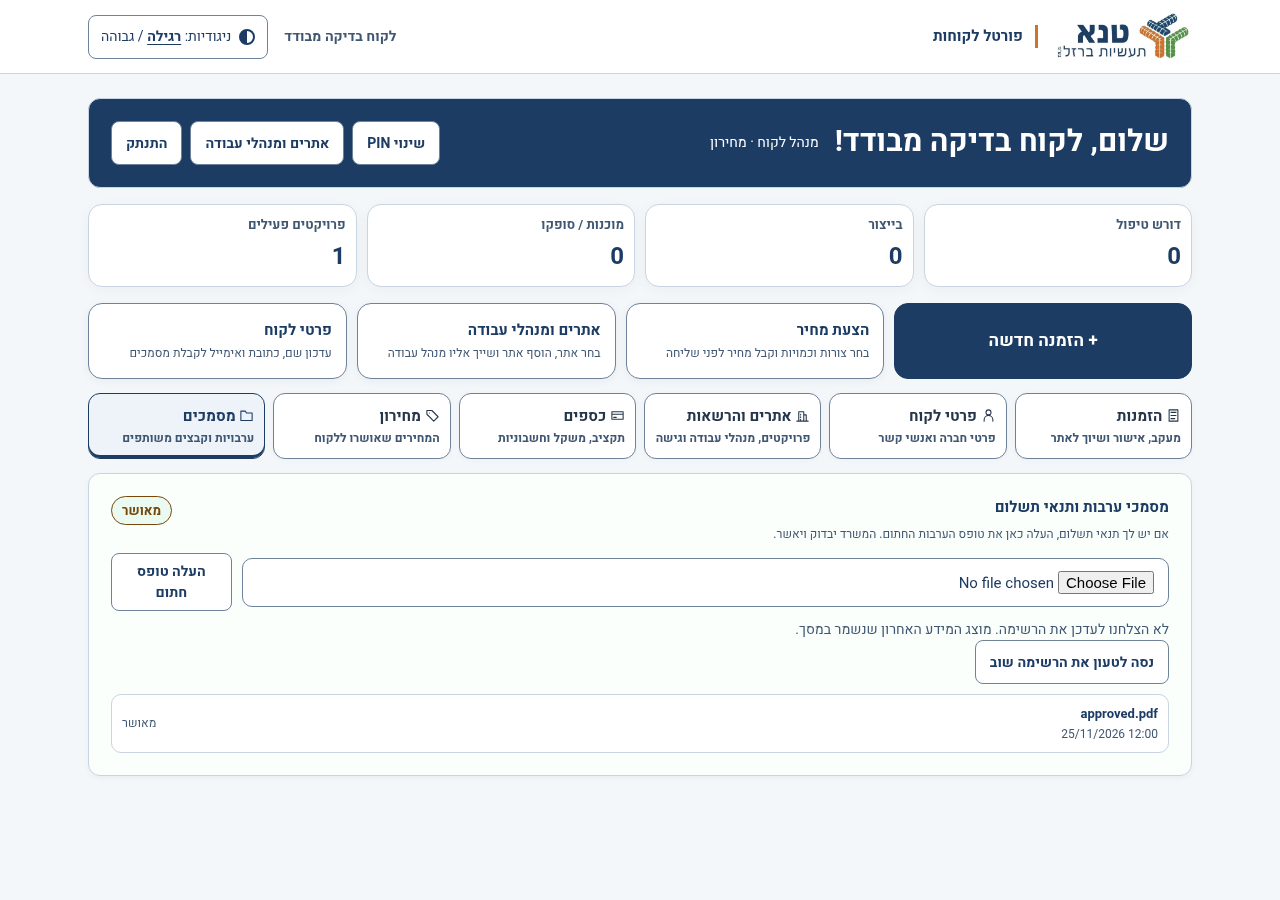 טנא
תעשיות ברזל
פורטל לקוחות
לקוח בדיקה מבודד
ניגודיות: רגילה / גבוהה
שלום, לקוח בדיקה מבודד!
מנהל לקוח · מחירון
שינוי PIN
אתרים ומנהלי עבודה
התנתק
דורש טיפול
0
בייצור
0
מוכנות / סופקו
0
פרויקטים פעילים
1
+ הזמנה חדשה
הצעת מחיר
בחר צורות וכמויות וקבל מחיר לפני שליחה
אתרים ומנהלי עבודה
בחר אתר, הוסף אתר ושייך אליו מנהל עבודה
פרטי לקוח
עדכון שם, כתובת ואימייל לקבלת מסמכים
הזמנות
מעקב, אישור ושיוך לאתר
פרטי לקוח
פרטי חברה ואנשי קשר
אתרים והרשאות
פרויקטים, מנהלי עבודה וגישה
כספים
תקציב, משקל וחשבוניות
מחירון
המחירים שאושרו ללקוח
מסמכים
ערבויות וקבצים משותפים
מסמכי ערבות ותנאי תשלום
מאושר
אם יש לך תנאי תשלום, העלה כאן את טופס הערבות החתום. המשרד יבדוק ויאשר.
Choose File No file chosen
העלה טופס
חתום
לא הצלחנו לעדכן את הרשימה. מוצג המידע האחרון שנשמר במסך.
נסה לטעון את הרשימה שוב
approved.pdf
25/11/2026 12:00
מאושר